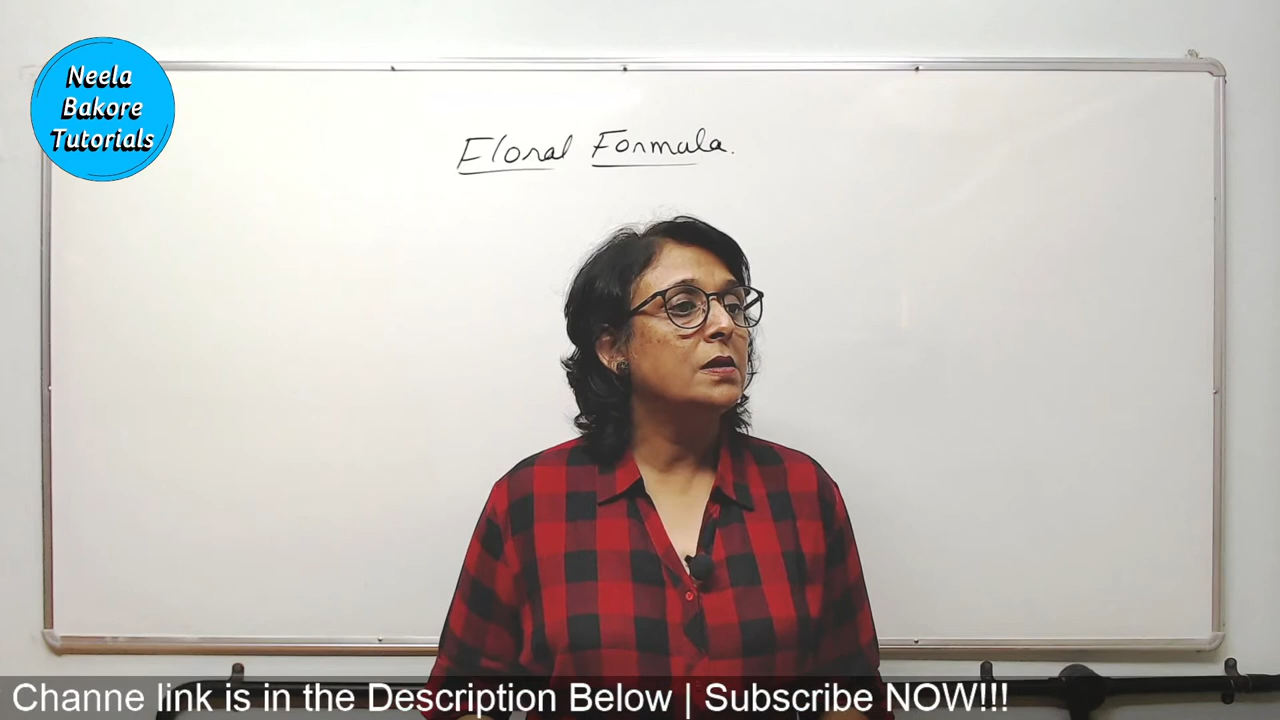 Neela
Bakore
Tutorials
Floral Formula.
Channe link is in the Description Below | Subscribe NOW!!!